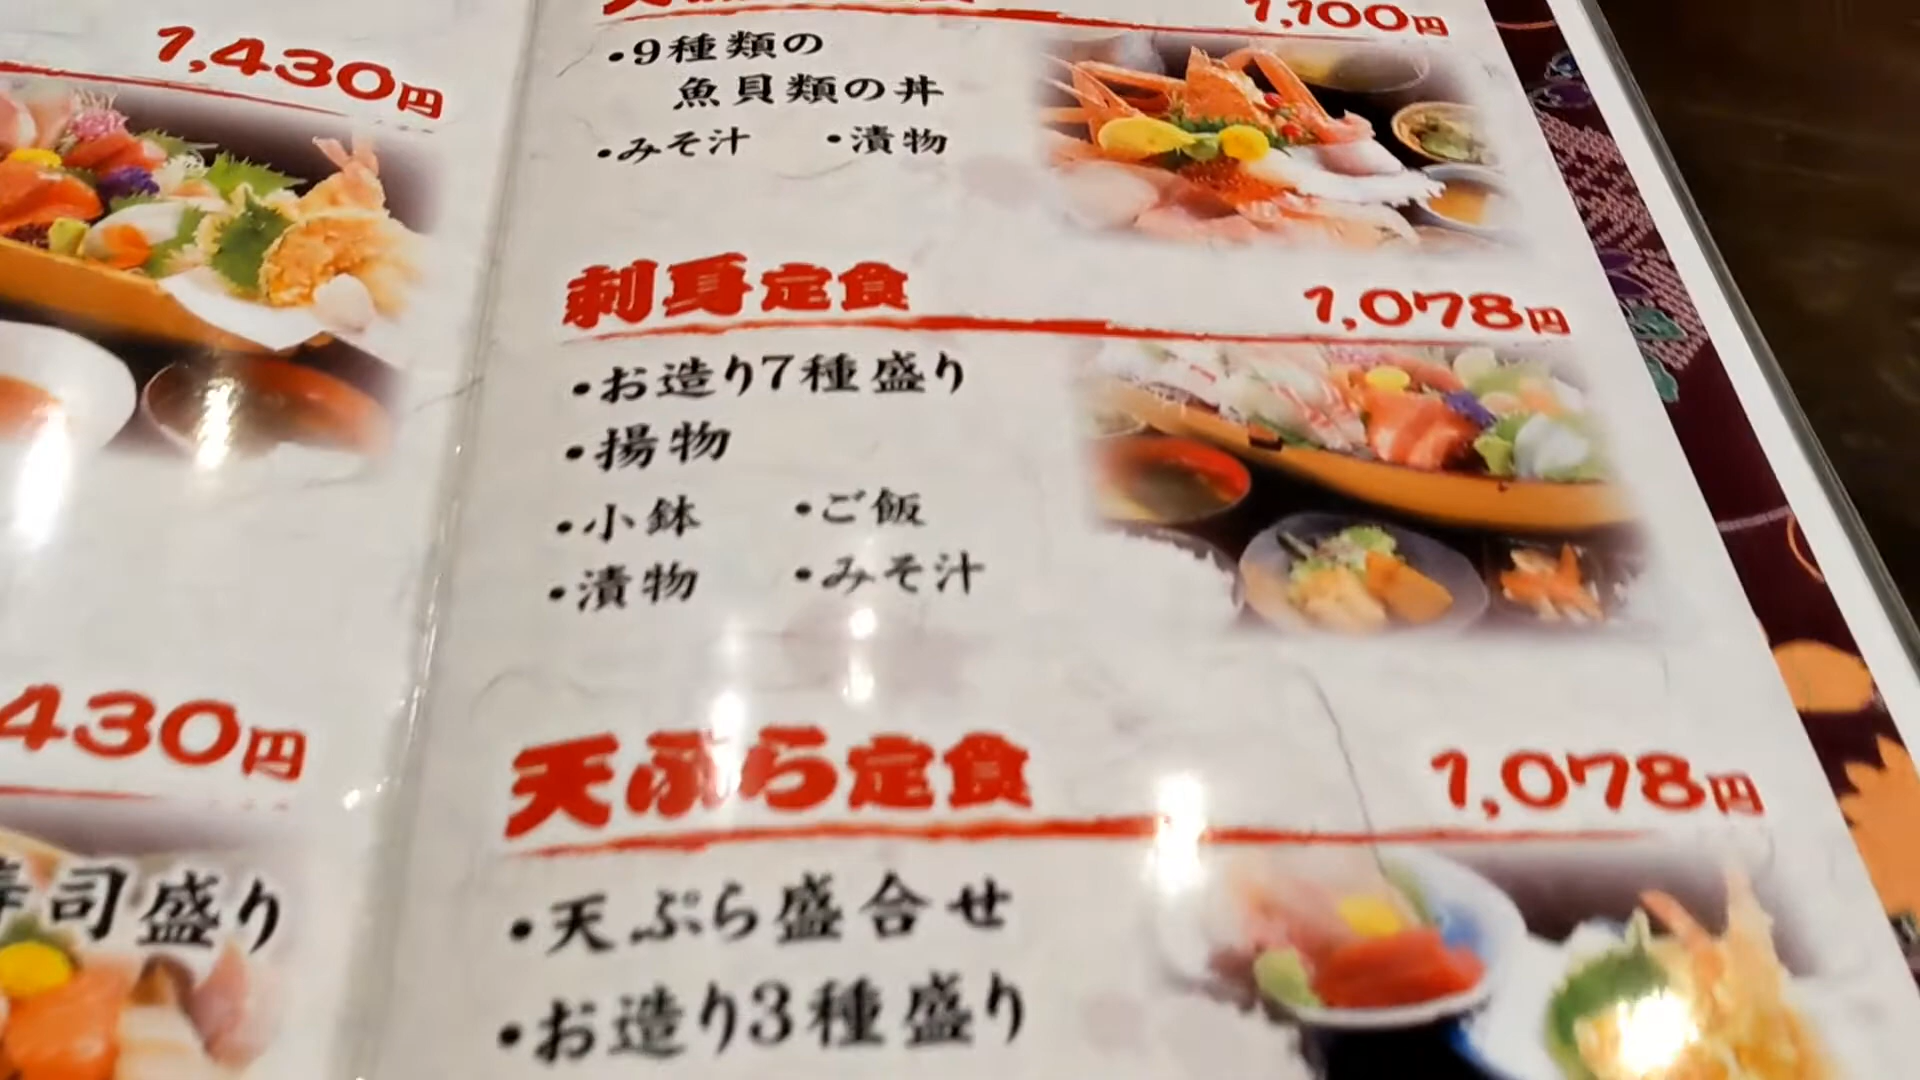 1,430円
430円
寿司盛り
1,100円
・9種類の
魚貝類の丼
・みそ汁 ・漬物
刺身定食 1,078円
・お造り7種盛り
・揚物
・小鉢 ・ご飯
・漬物 ・みそ汁
天ぷら定食 1,078円
・天ぷら盛合せ
・お造り3種盛り